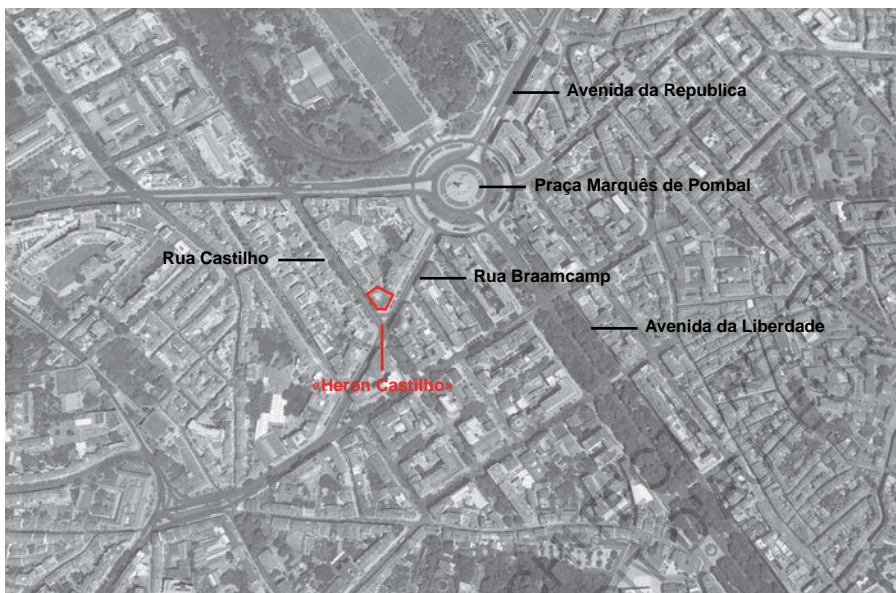 Avenida da Republica
Praça Marquês de Pombal
Rua Castilho
Rua Braamcamp
Avenida da Liberdade
«Heron Castilho»